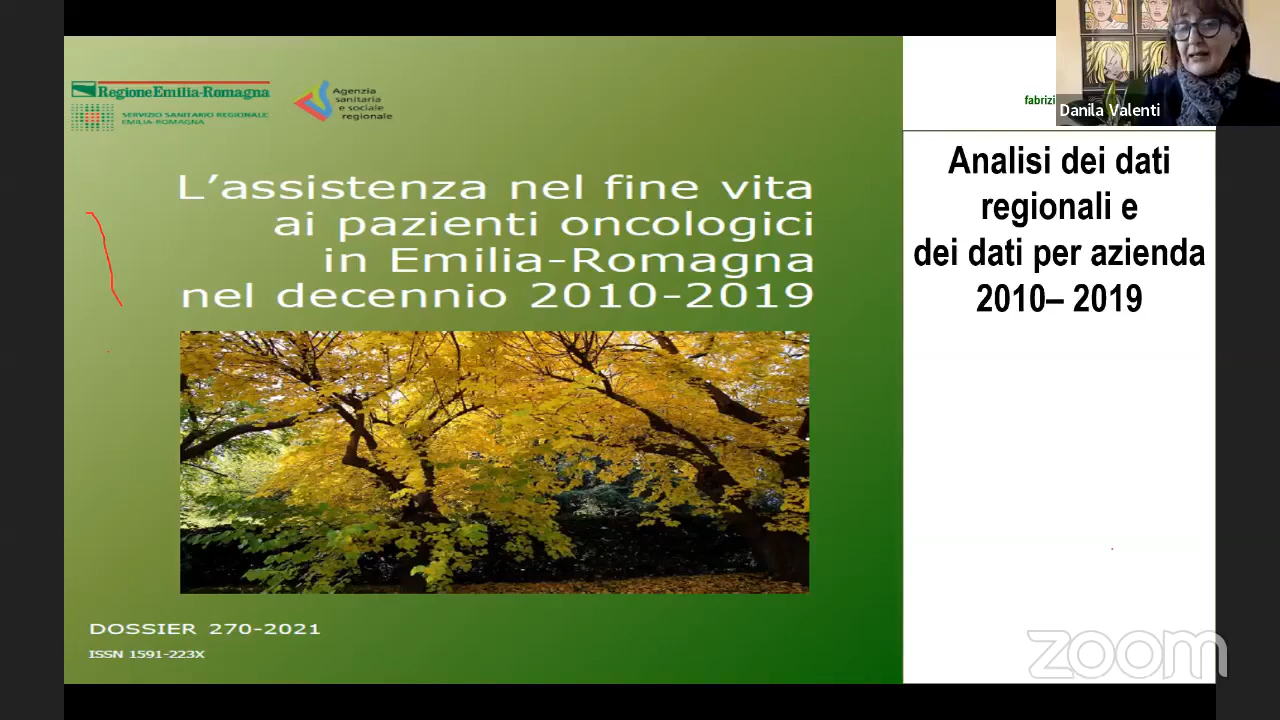 RegioneEmilia-Romagna
SERVIZIO SANITARIO REGIONALE
EMILIA-ROMAGNA
Agenzia
sanitaria
e sociale
regionale
L'assistenza nel fine vita
ai pazienti oncologici
in Emilia-Romagna
nel decennio 2010-2019
DOSSIER 270-2021
ISSN 1591-223X
fabrizi
Danila Valenti
Analisi dei dati
regionali e
dei dati per azienda
2010– 2019
zoom